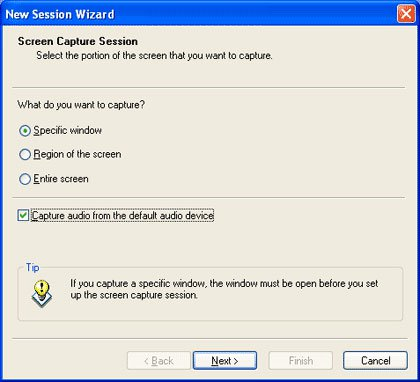 New Session Wizard
Screen Capture Session
Select the portion of the screen that you want to capture.
What do you want to capture?
Specific window
Region of the screen
Entire screen
Capture audio from the default audio device
Tip
If you capture a specific window, the window must be open before you set
up the screen capture session.
< Back
Next >
Finish
Cancel